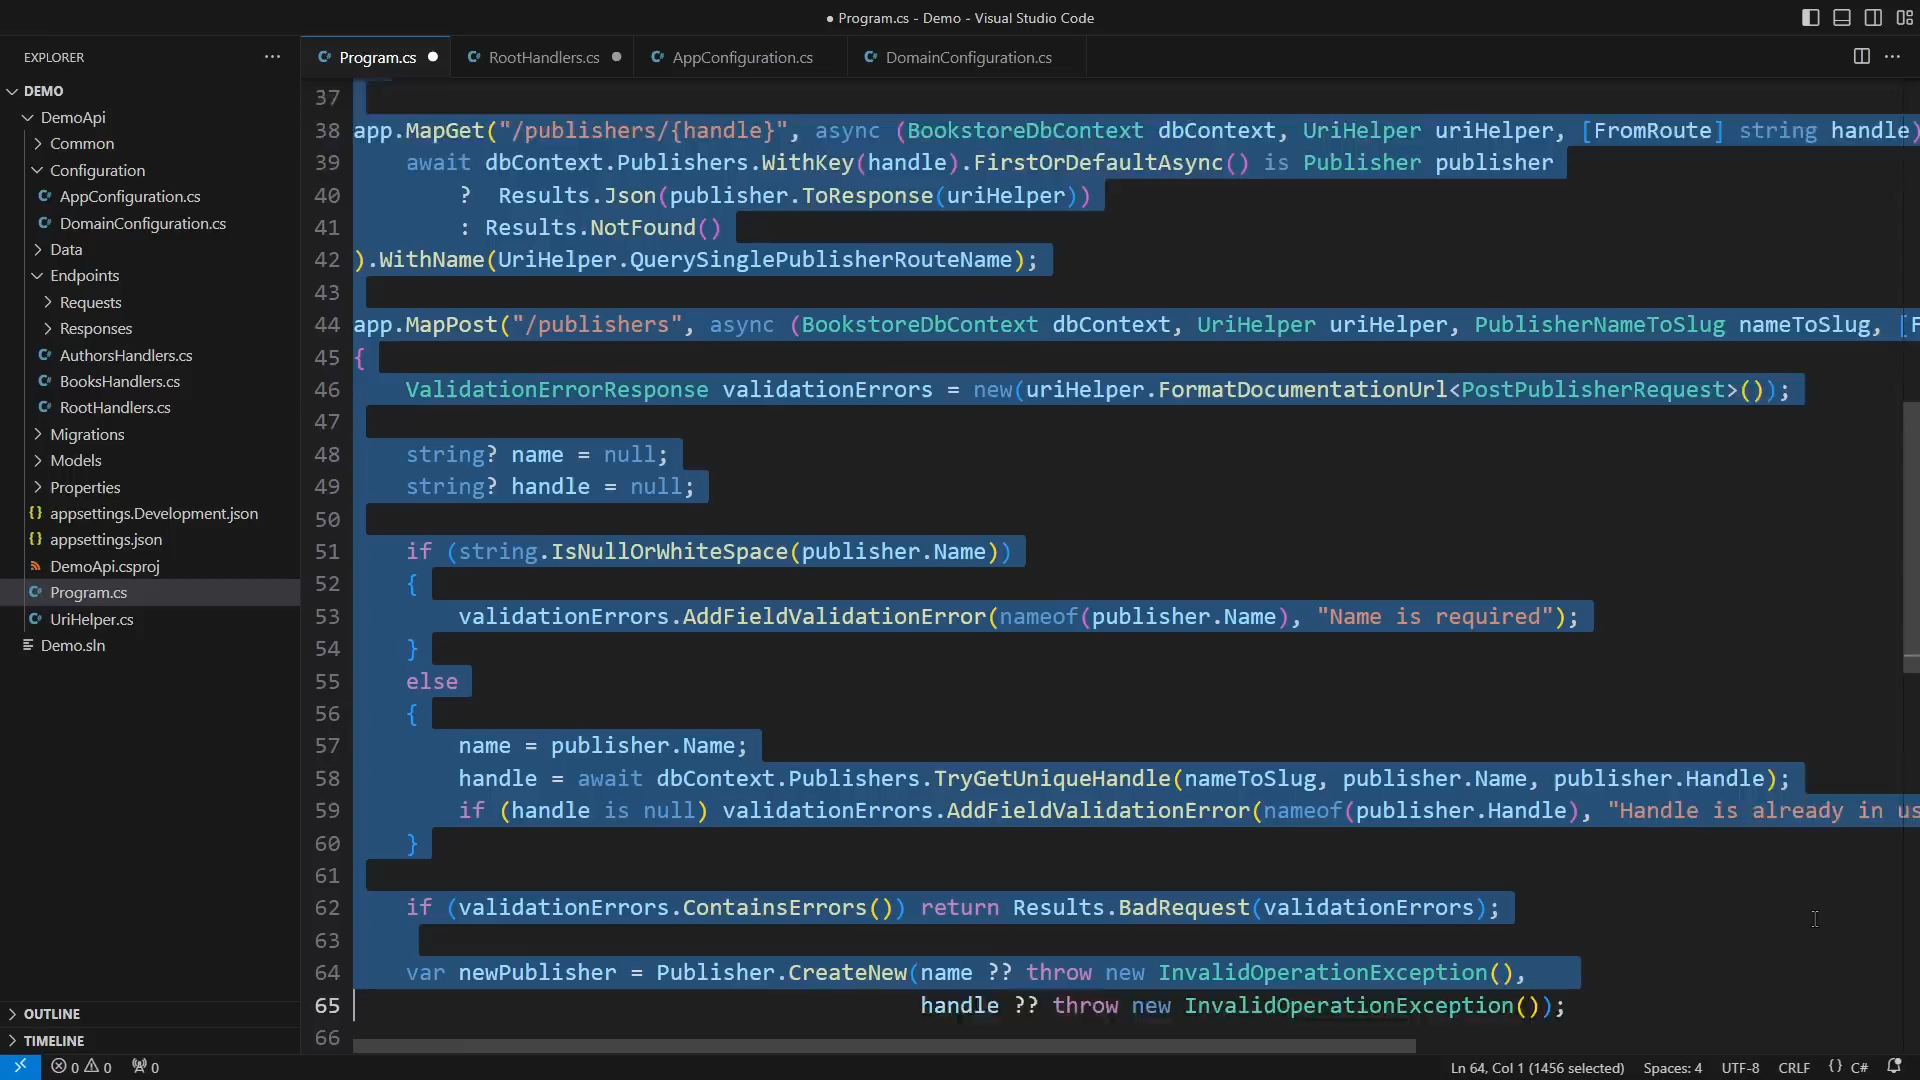 ● Program.cs - Demo - Visual Studio Code
EXPLORER
Program.cs
RootHandlers.cs
AppConfiguration.cs
DomainConfiguration.cs
DEMO
DemoApi
Common
Configuration
AppConfiguration.cs
DomainConfiguration.cs
Data
Endpoints
Requests
Responses
AuthorsHandlers.cs
BooksHandlers.cs
RootHandlers.cs
Migrations
Models
Properties
appsettings.Development.json
appsettings.json
DemoApi.csproj
Program.cs
UriHelper.cs
Demo.sln
OUTLINE
TIMELINE
37
38 app.MapGet("/publishers/{handle}", async (BookstoreDbContext dbContext, UriHelper uriHelper, [FromRoute] string handle)
39 await dbContext.Publishers.WithKey(handle).FirstOrDefaultAsync() is Publisher publisher
40 ? Results.Json(publisher.ToResponse(uriHelper))
41 : Results.NotFound()
42 ).WithName(UriHelper.QuerySinglePublisherRouteName);
43
44 app.MapPost("/publishers", async (BookstoreDbContext dbContext, UriHelper uriHelper, PublisherNameToSlug nameToSlug, [F
45 {
46 ValidationErrorResponse validationErrors = new(uriHelper.FormatDocumentationUrl<PostPublisherRequest>());
47
48 string? name = null;
49 string? handle = null;
50
51 if (string.IsNullOrWhiteSpace(publisher.Name))
52 {
53 validationErrors.AddFieldValidationError(nameof(publisher.Name), "Name is required");
54 }
55 else
56 {
57 name = publisher.Name;
58 handle = await dbContext.Publishers.TryGetUniqueHandle(nameToSlug, publisher.Name, publisher.Handle);
59 if (handle is null) validationErrors.AddFieldValidationError(nameof(publisher.Handle), "Handle is already in us
60 }
61
62 if (validationErrors.ContainsErrors()) return Results.BadRequest(validationErrors);
63
64 var newPublisher = Publisher.CreateNew(name ?? throw new InvalidOperationException(),
65 handle ?? throw new InvalidOperationException());
66
0 0 0
Ln 64, Col 1 (1456 selected) Spaces: 4 UTF-8 CRLF {} C#